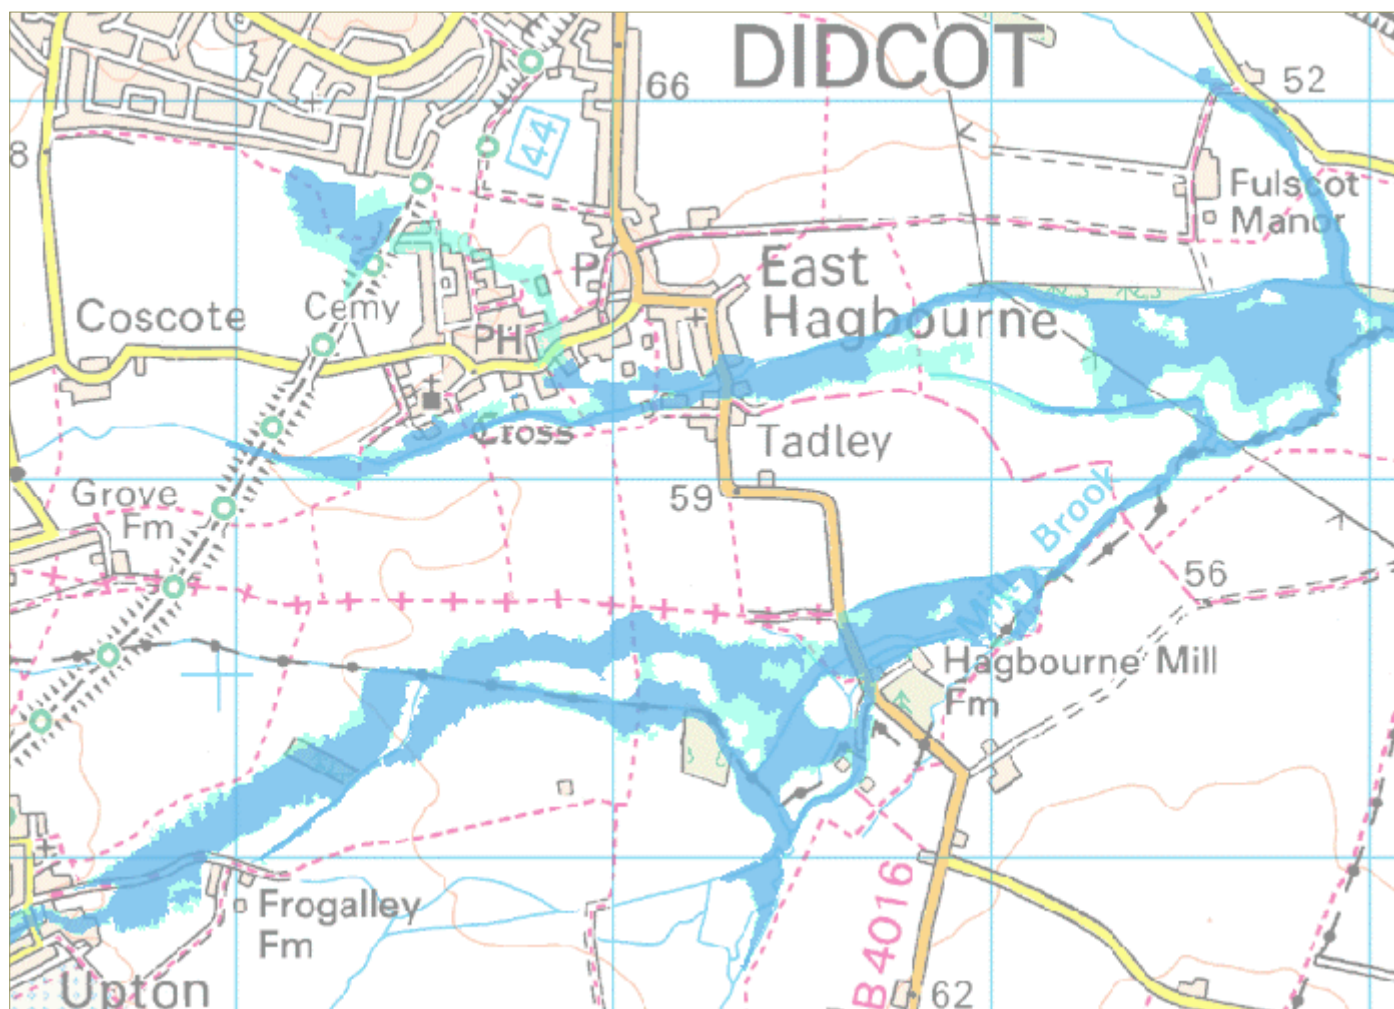 DIDCOT
66
52
44
8
Fulscot
Manor
East
Hagbourne
P
Cemy
Coscote
PH
Cross
Tadley
Grove
Fm
59
Brook
56
Mill
Hagbourne Mill
Fm
Frogalley
Fm
B 4016
Upton
62